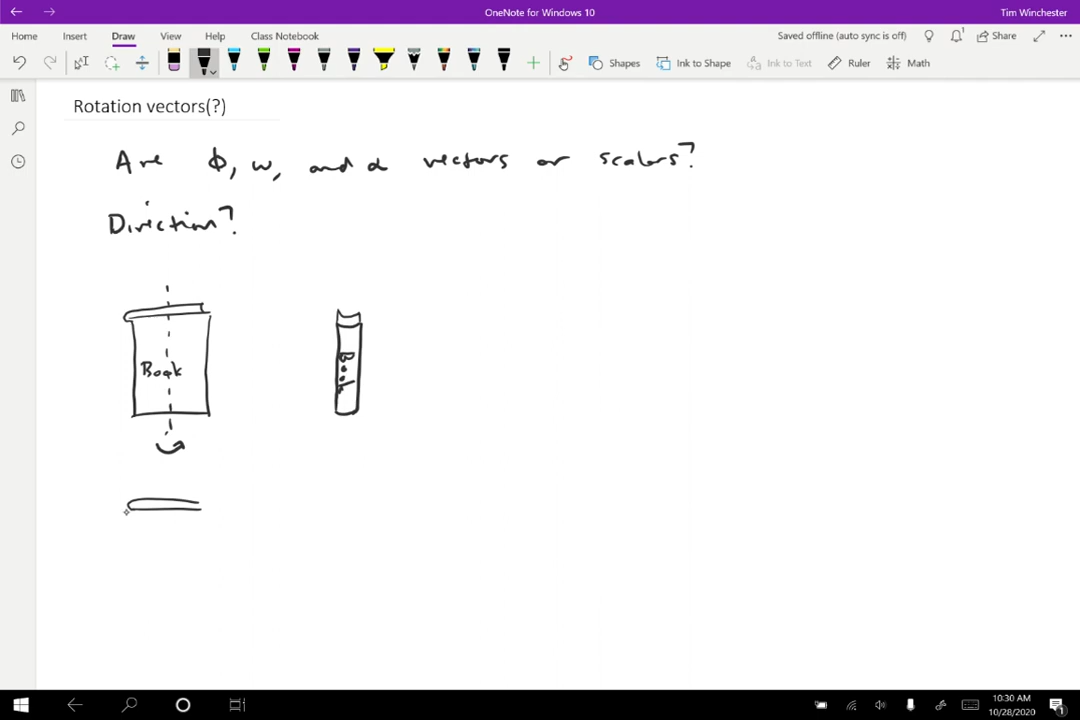 OneNote for Windows 10
Tim Winchester
Home Insert Draw View Help Class Notebook
Saved offline (auto sync is off) Share
Shapes Ink to Shape Ink to Text Ruler Math
Rotation vectors(?)
Are Φ, ω, and α vectors or scalars?
Direction?
Book
Book
10:30 AM
10/28/2020
1